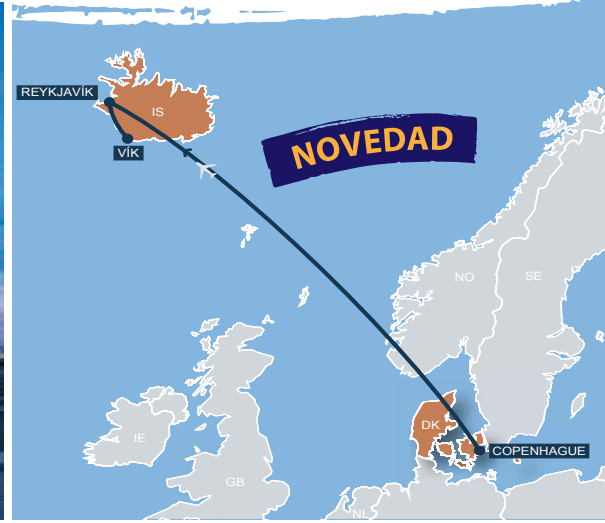 REYKJAVÍK
IS
VÍK
NOVEDAD
NO
SE
DK
COPENHAGUE
IE
GB
NL